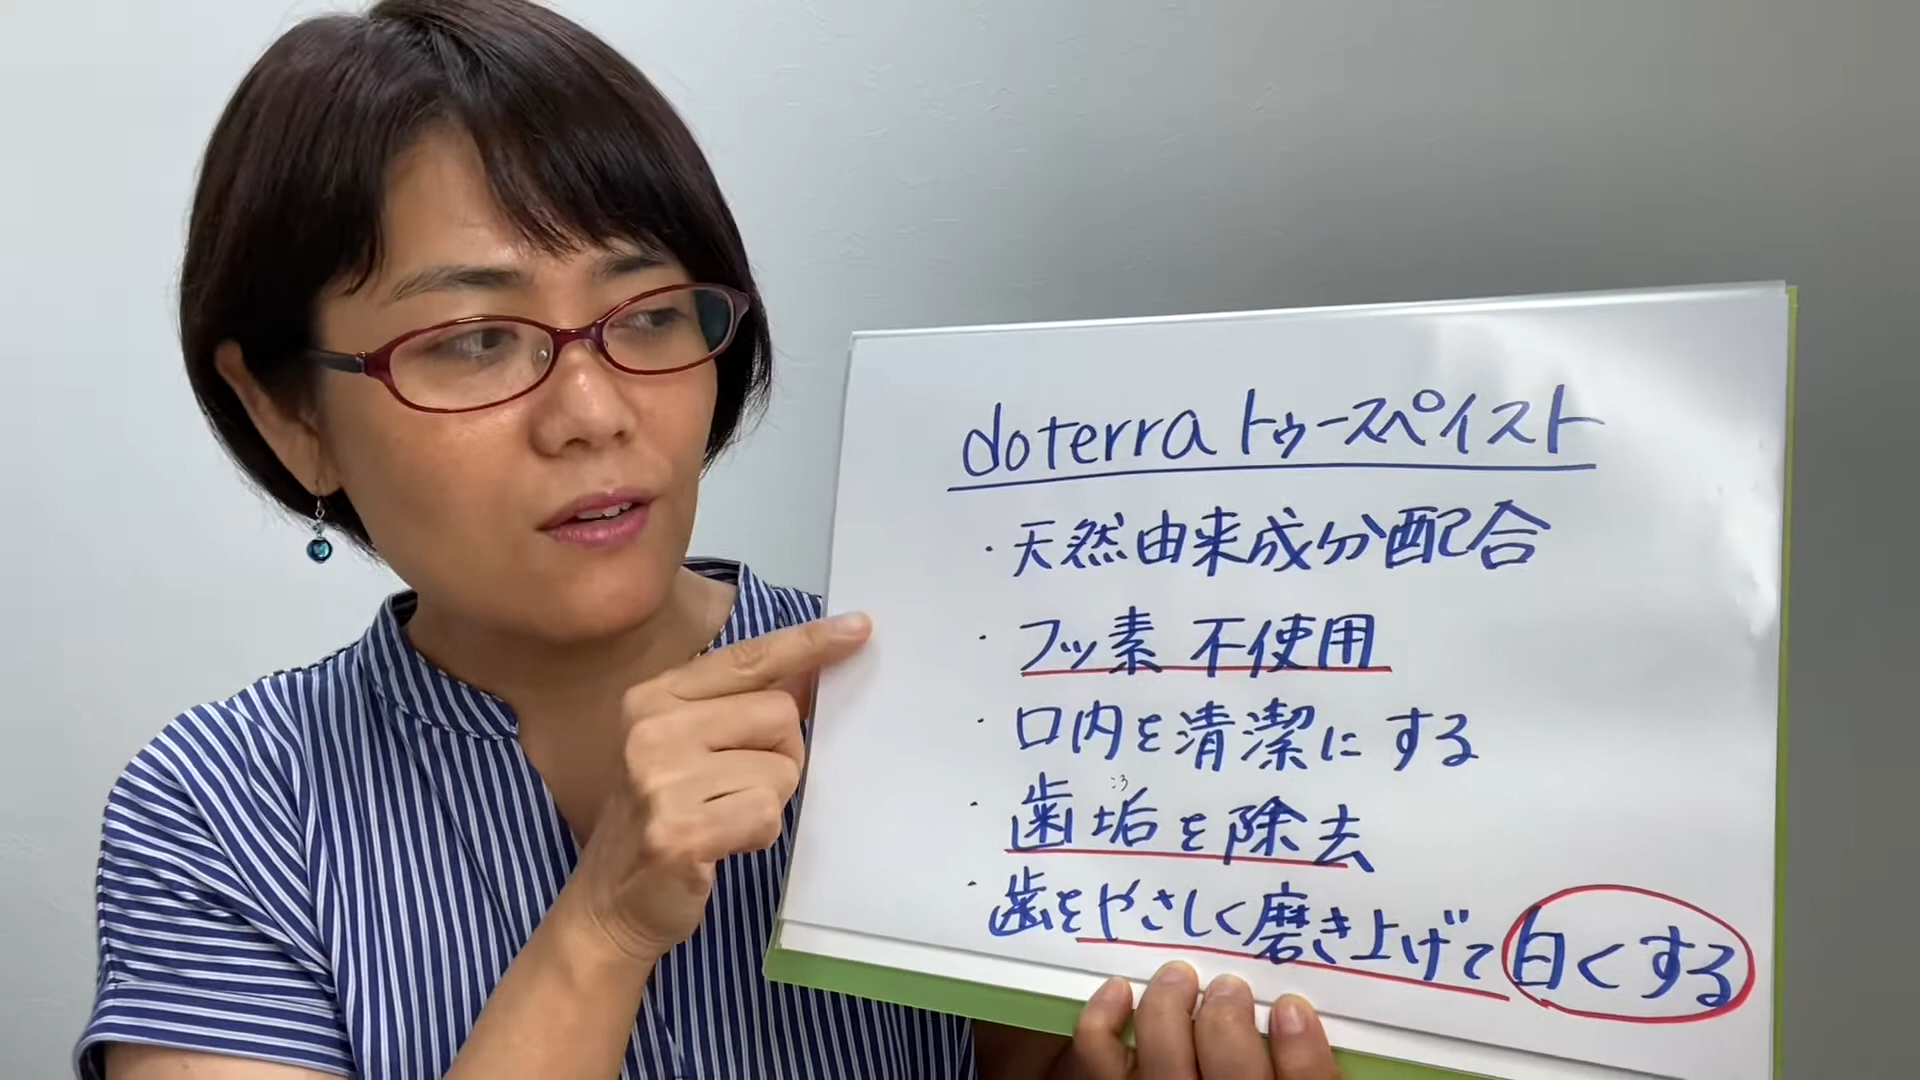 doterra トゥースペイスト
・天然由来成分配合
・フッ素 不使用
・口内を清潔にする
こう
・歯垢を除去
・歯をやさしく磨き上げて白くする